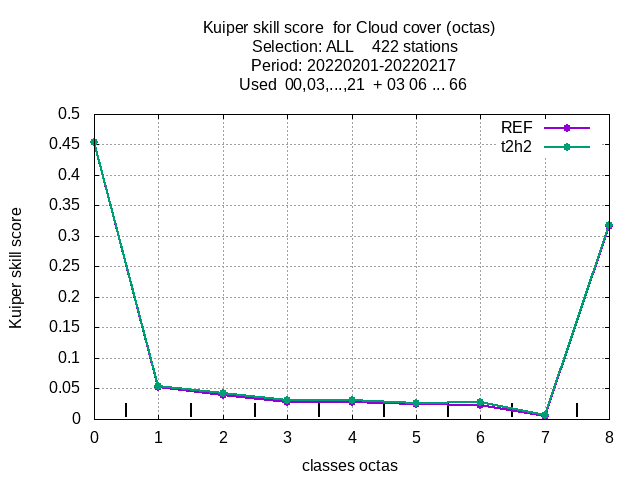 Kuiper skill score  for Cloud cover (octas)
Selection: ALL    422 stations
Period: 20220201-20220217
Used  00,03,...,21  + 03 06 ... 66
REF
t2h2
0.5
0.45
0.4
0.35
0.3
0.25
0.2
0.15
0.1
0.05
0
Kuiper skill score
0 1 2 3 4 5 6 7 8
classes octas